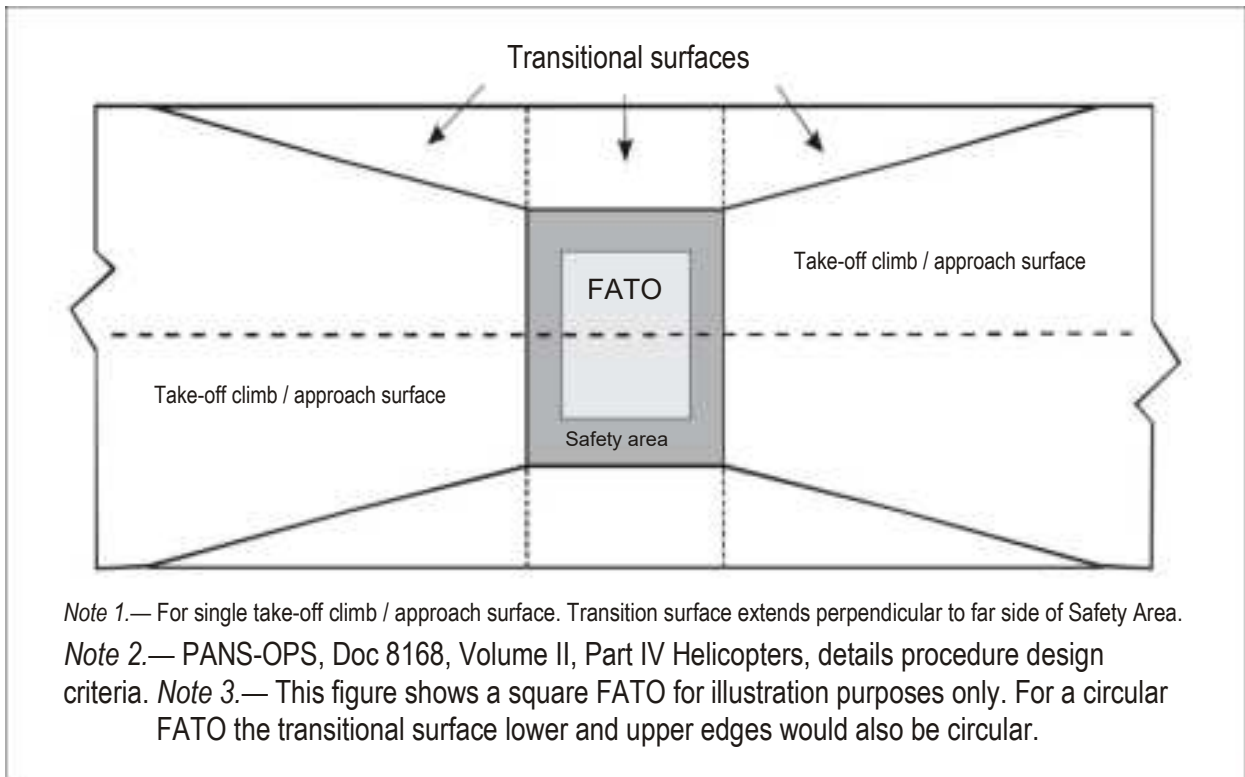 Transitional surfaces
Take-off climb / approach surface
FATO
Take-off climb / approach surface
Safety area
Note 1.— For single take-off climb / approach surface. Transition surface extends perpendicular to far side of Safety Area.
Note 2.— PANS-OPS, Doc 8168, Volume II, Part IV Helicopters, details procedure design
criteria. Note 3.— This figure shows a square FATO for illustration purposes only. For a circular
FATO the transitional surface lower and upper edges would also be circular.